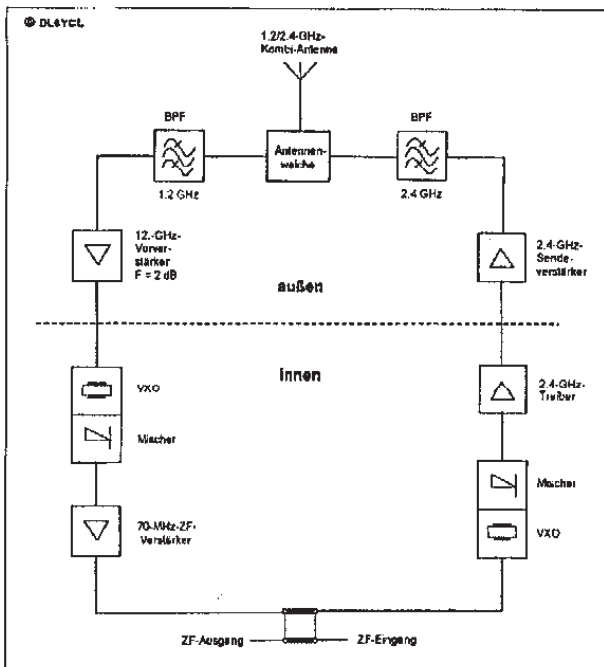 © DL6YCL
1.2/2.4-GHz-
Kombi-Antenne
BPF
BPF
Antennen-
weiche
1.2 GHz
2.4 GHz
12.-GHz-
Vorver-
stärker
F = 2 dB
2.4-GHz-
Sende-
verstärker
außen
innen
VXO
2.4-GHz-
Treiber
Mischer
Mischer
70-MHz-ZF-
Verstärker
VXO
ZF-Ausgang
ZF-Eingang